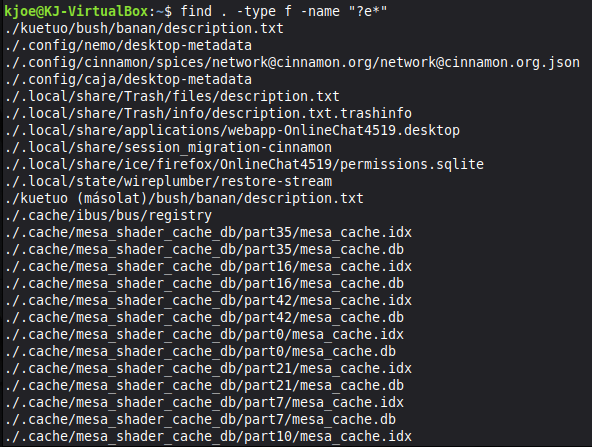 kjoe@KJ-VirtualBox:~$ find . -type f -name "?e*"
./kuetuo/bush/banan/description.txt
./.config/nemo/desktop-metadata
./.config/cinnamon/spices/network@cinnamon.org/network@cinnamon.org.json
./.config/caja/desktop-metadata
./.local/share/Trash/files/description.txt
./.local/share/Trash/info/description.txt.trashinfo
./.local/share/applications/webapp-OnlineChat4519.desktop
./.local/share/session_migration-cinnamon
./.local/share/ice/firefox/OnlineChat4519/permissions.sqlite
./.local/state/wireplumber/restore-stream
./kuetuo (másolat)/bush/banan/description.txt
./.cache/ibus/bus/registry
./.cache/mesa_shader_cache_db/part35/mesa_cache.idx
./.cache/mesa_shader_cache_db/part35/mesa_cache.db
./.cache/mesa_shader_cache_db/part16/mesa_cache.idx
./.cache/mesa_shader_cache_db/part16/mesa_cache.db
./.cache/mesa_shader_cache_db/part42/mesa_cache.idx
./.cache/mesa_shader_cache_db/part42/mesa_cache.db
./.cache/mesa_shader_cache_db/part0/mesa_cache.idx
./.cache/mesa_shader_cache_db/part0/mesa_cache.db
./.cache/mesa_shader_cache_db/part21/mesa_cache.idx
./.cache/mesa_shader_cache_db/part21/mesa_cache.db
./.cache/mesa_shader_cache_db/part7/mesa_cache.idx
./.cache/mesa_shader_cache_db/part7/mesa_cache.db
./.cache/mesa_shader_cache_db/part10/mesa_cache.idx